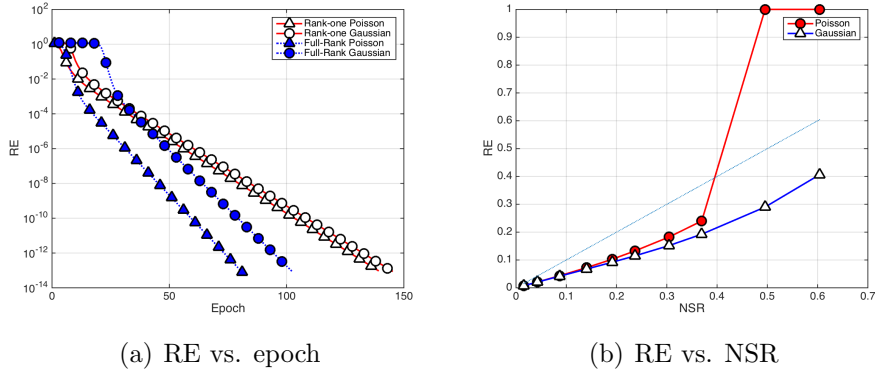 10^2
10^0
10^-2
10^-4
10^-6
10^-8
10^-10
10^-12
10^-14
RE
0 50 100 150
Epoch
Rank-one Poisson
Rank-one Gaussian
Full-Rank Poisson
Full-Rank Gaussian
(a) RE vs. epoch
1
0.9
0.8
0.7
0.6
0.5
0.4
0.3
0.2
0.1
0
RE
0 0.1 0.2 0.3 0.4 0.5 0.6 0.7
NSR
Poisson
Gaussian
(b) RE vs. NSR